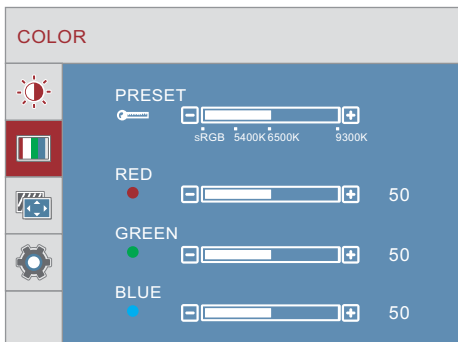 COLOR
PRESET
sRGB 5400K 6500K 9300K
RED
50
GREEN
50
BLUE
50